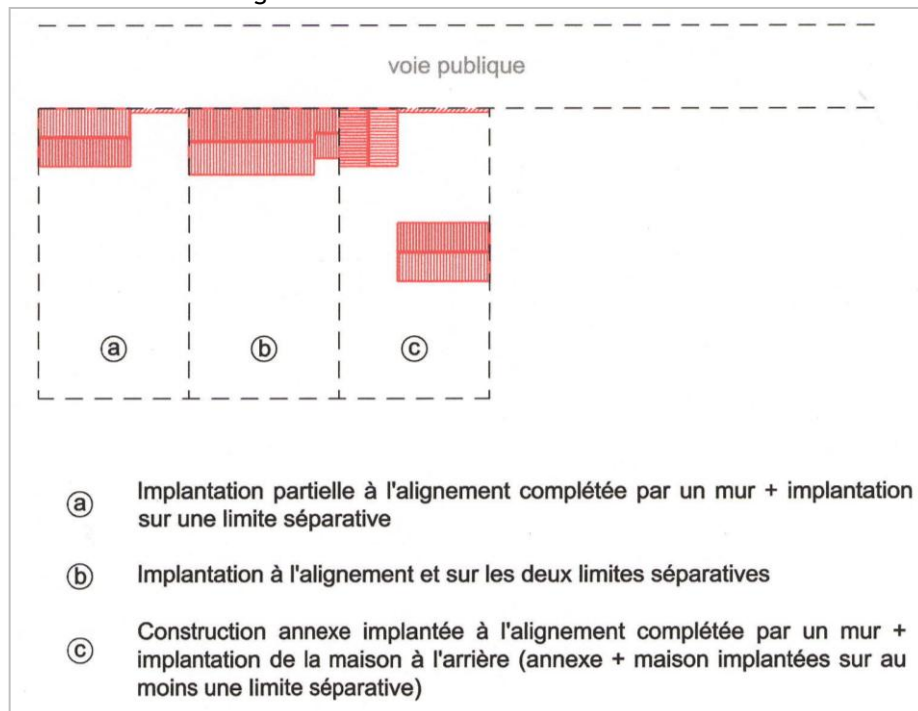 voie publique
a b c
a Implantation partielle à l'alignement complétée par un mur + implantation
sur une limite séparative
b Implantation à l'alignement et sur les deux limites séparatives
c Construction annexe implantée à l'alignement complétée par un mur +
implantation de la maison à l'arrière (annexe + maison implantées sur au
moins une limite séparative)